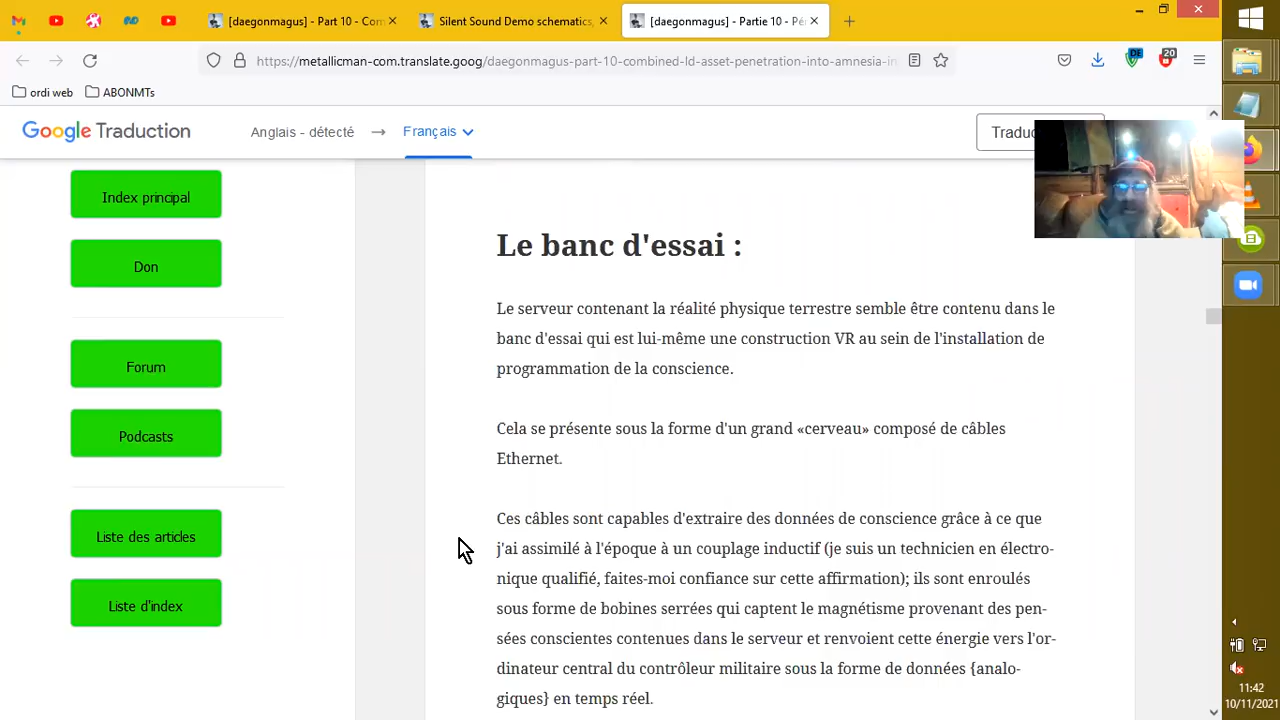 [daegonmagus] - Part 10 - Com
Silent Sound Demo schematics,
[daegonmagus] - Partie 10 - Pé
https://metallicman-com.translate.goog/daegonmagus-part-10-combined-ld-asset-penetration-into-amnesia-in
DE
20
ordi web
ABONMTs
Google Traduction
Anglais - détecté
Français
Traduc
Index principal
Don
Forum
Podcasts
Liste des articles
Liste d'index
Le banc d'essai :
Le serveur contenant la réalité physique terrestre semble être contenu dans le
banc d'essai qui est lui-même une construction VR au sein de l'installation de
programmation de la conscience.
Cela se présente sous la forme d'un grand «cerveau» composé de câbles
Ethernet.
Ces câbles sont capables d'extraire des données de conscience grâce à ce que
j'ai assimilé à l'époque à un couplage inductif (je suis un technicien en électro-
nique qualifié, faites-moi confiance sur cette affirmation); ils sont enroulés
sous forme de bobines serrées qui captent le magnétisme provenant des pen-
sées conscientes contenues dans le serveur et renvoient cette énergie vers l'or-
dinateur central du contrôleur militaire sous la forme de données {analo-
giques} en temps réel.
11:42
10/11/2021